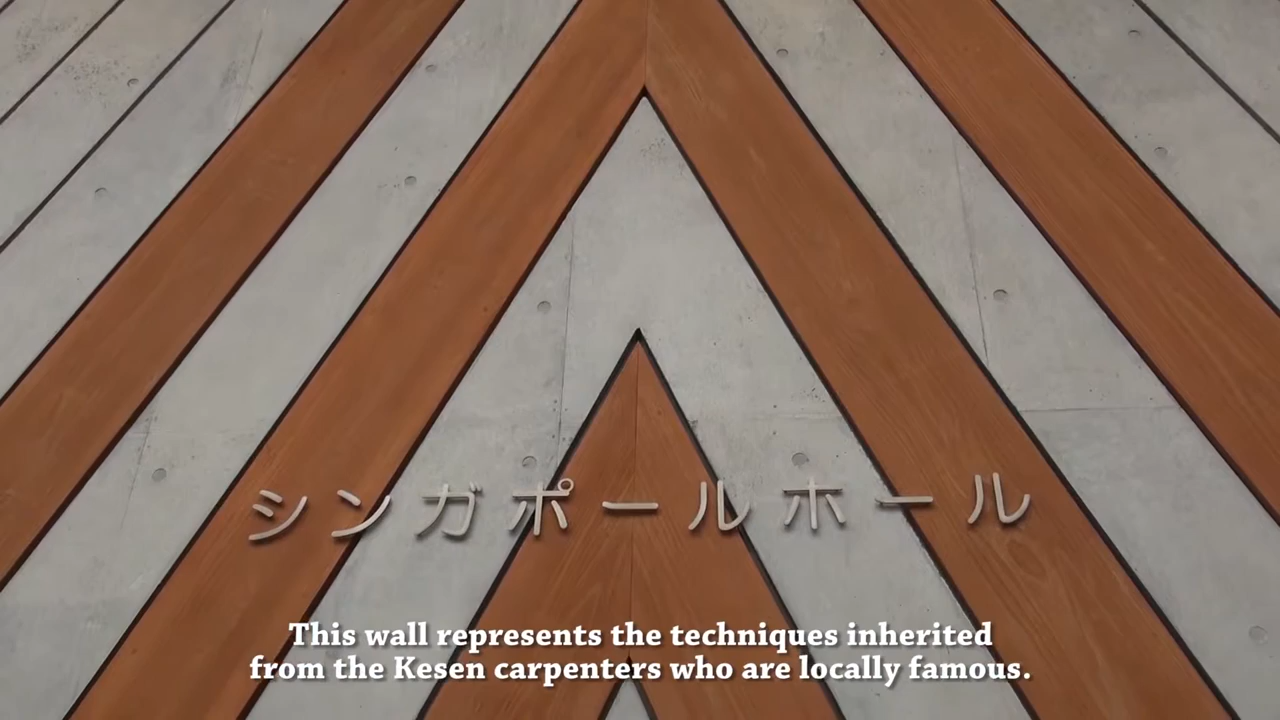 シンガポールホール
This wall represents the techniques inherited
from the Kesen carpenters who are locally famous.